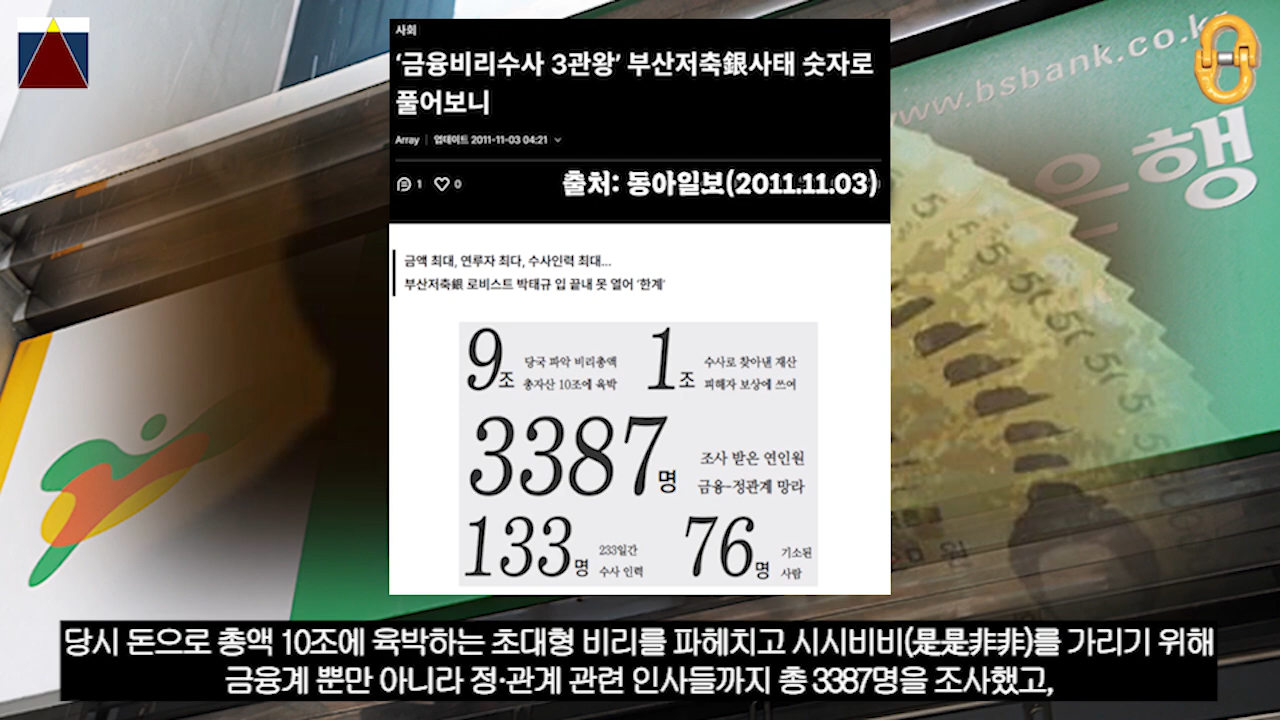 사회
‘금융비리수사 3관왕’ 부산저축銀사태 숫자로
풀어보니
Array | 업데이트 2011-11-03 04:21
1 0
출처: 동아일보(2011.11.03)
금액 최대, 연루자 최다, 수사인력 최대...
부산저축銀 로비스트 박태규 입 끝내 못 열어 ‘한계’
9조 당국 파악 비리총액
총자산 10조에 육박
1조 수사로 찾아낸 재산
피해자 보상에 쓰여
3387명 조사 받은 연인원
금융-정관계 망라
133명 233일간
수사 인력
76명 기소된
사람
www.bsbank.co.kr
은행
당시 돈으로 총액 10조에 육박하는 초대형 비리를 파헤치고 시시비비(是是非非)를 가리기 위해
금융계 뿐만 아니라 정·관계 관련 인사들까지 총 3387명을 조사했고,